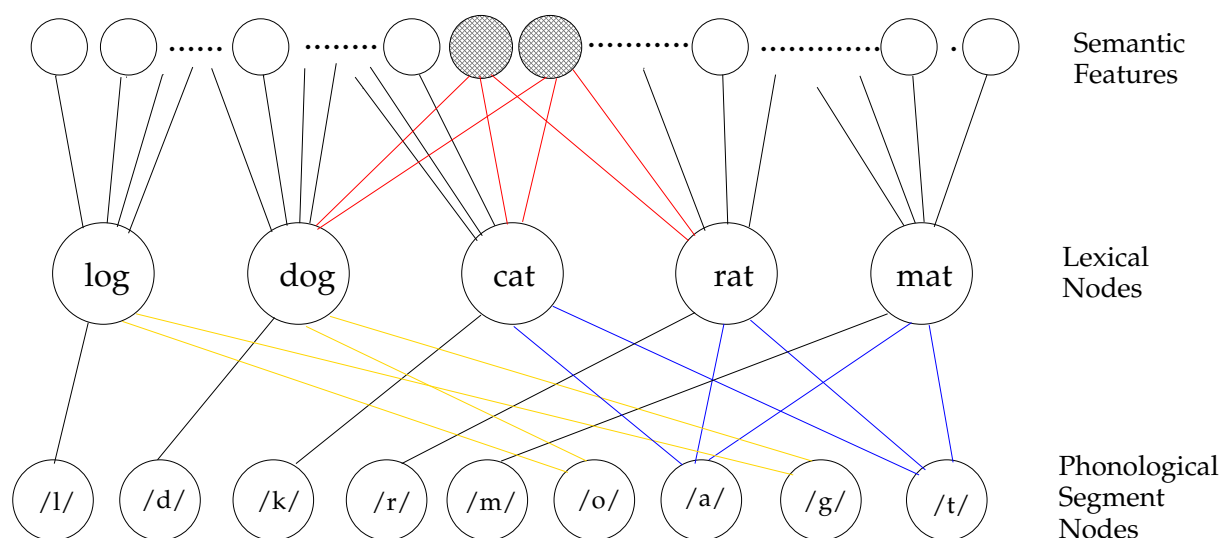 Semantic
Features
log dog cat rat mat
Lexical
Nodes
/l/ /d/ /k/ /r/ /m/ /o/ /a/ /g/ /t/
Phonological
Segment
Nodes